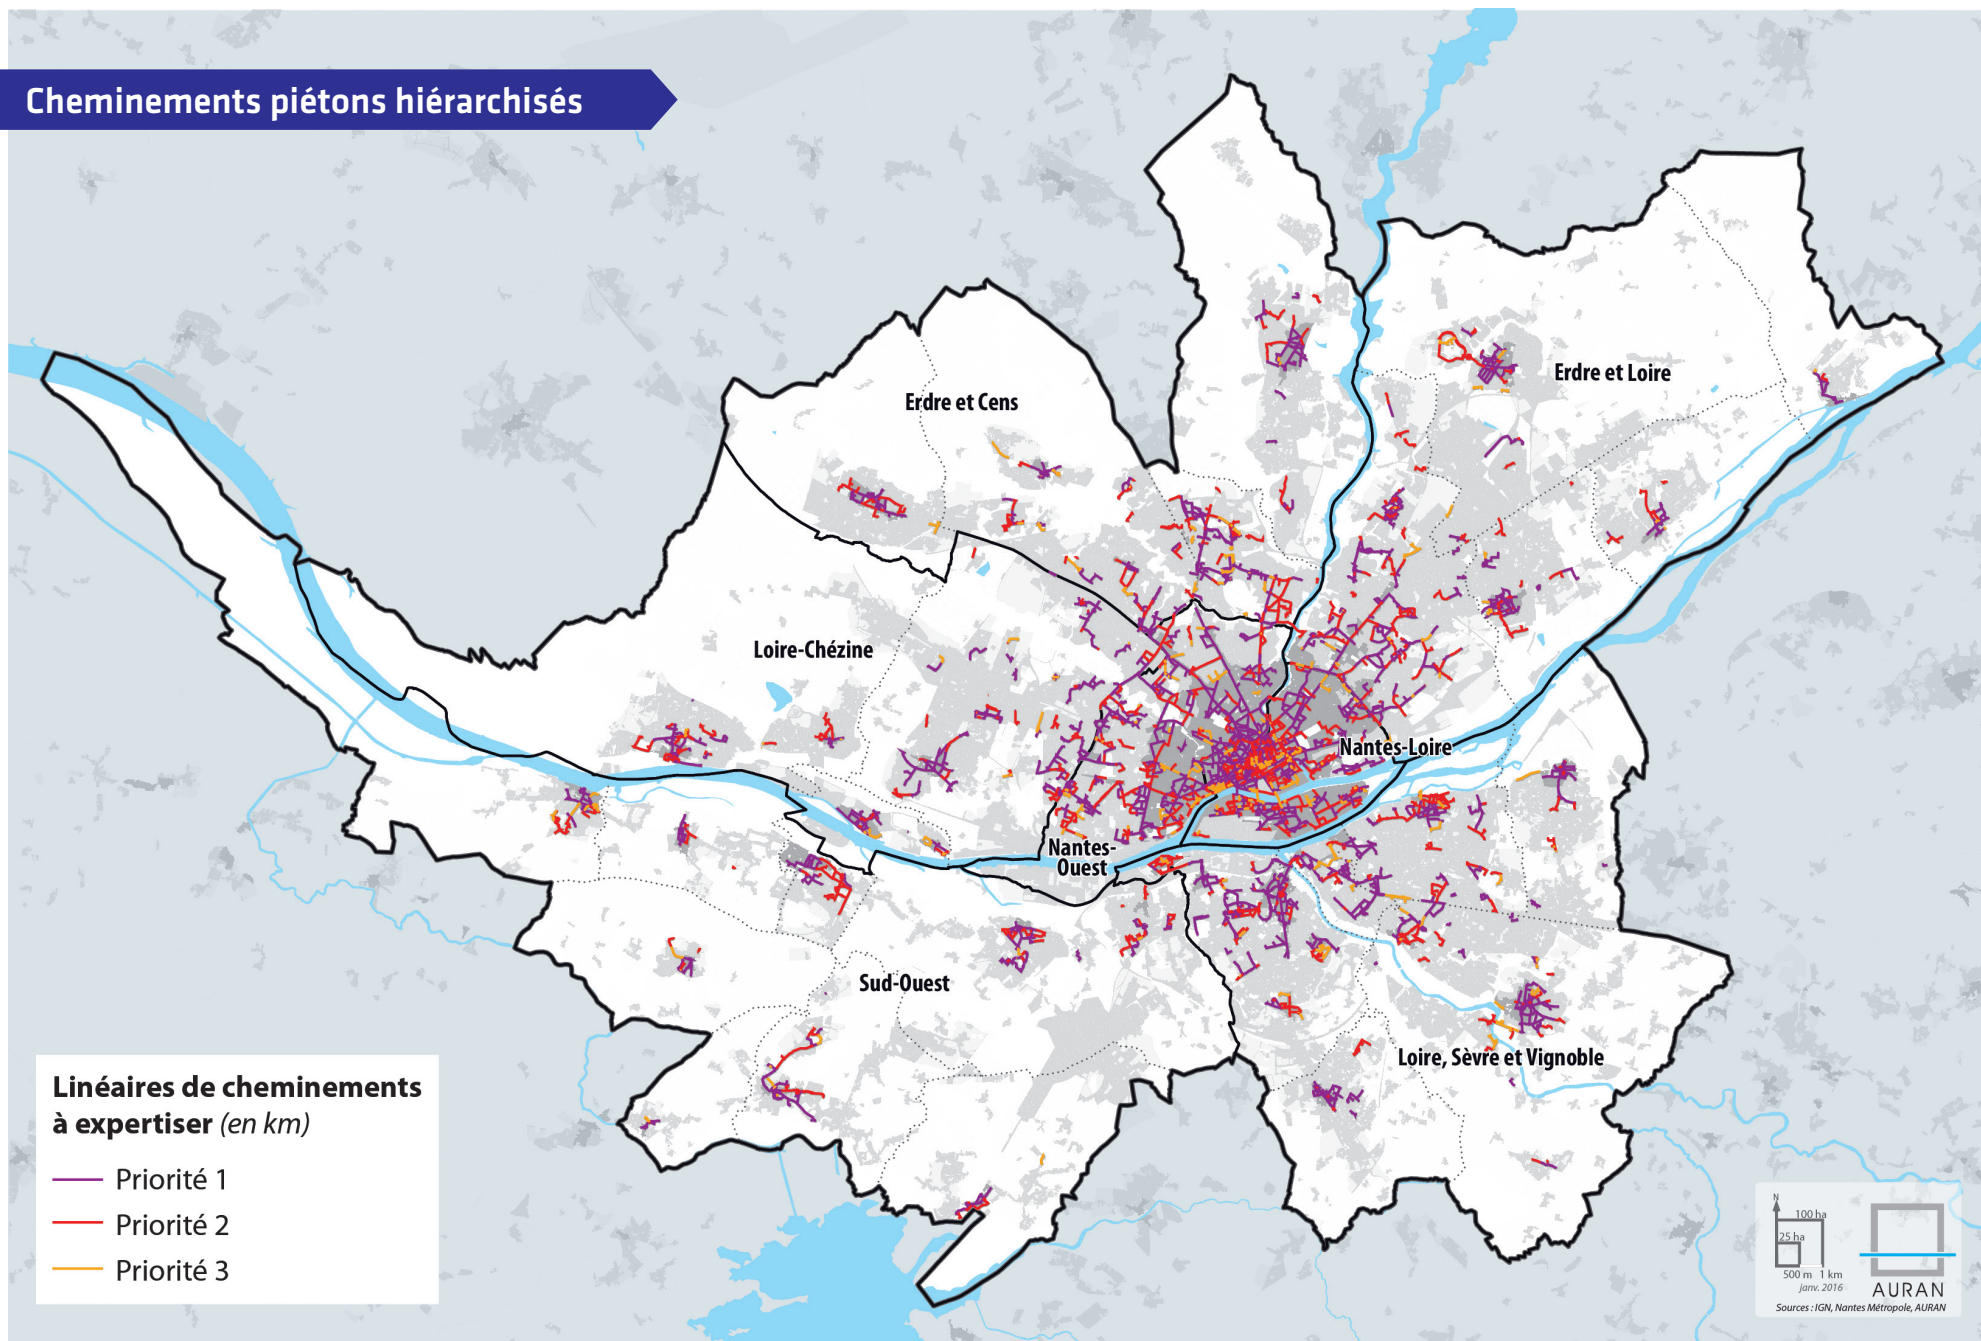 Cheminements piétons hiérarchisés
Erdre et Loire
Erdre et Cens
Loire-Chézine
Nantes-Loire
Nantes-
Ouest
Sud-Ouest
Loire, Sèvre et Vignoble
Linéaires de cheminements
à expertiser (en km)
Priorité 1
Priorité 2
Priorité 3
N
100 ha
25 ha
500 m 1 km
janv. 2016
AURAN
Sources : IGN, Nantes Métropole, AURAN